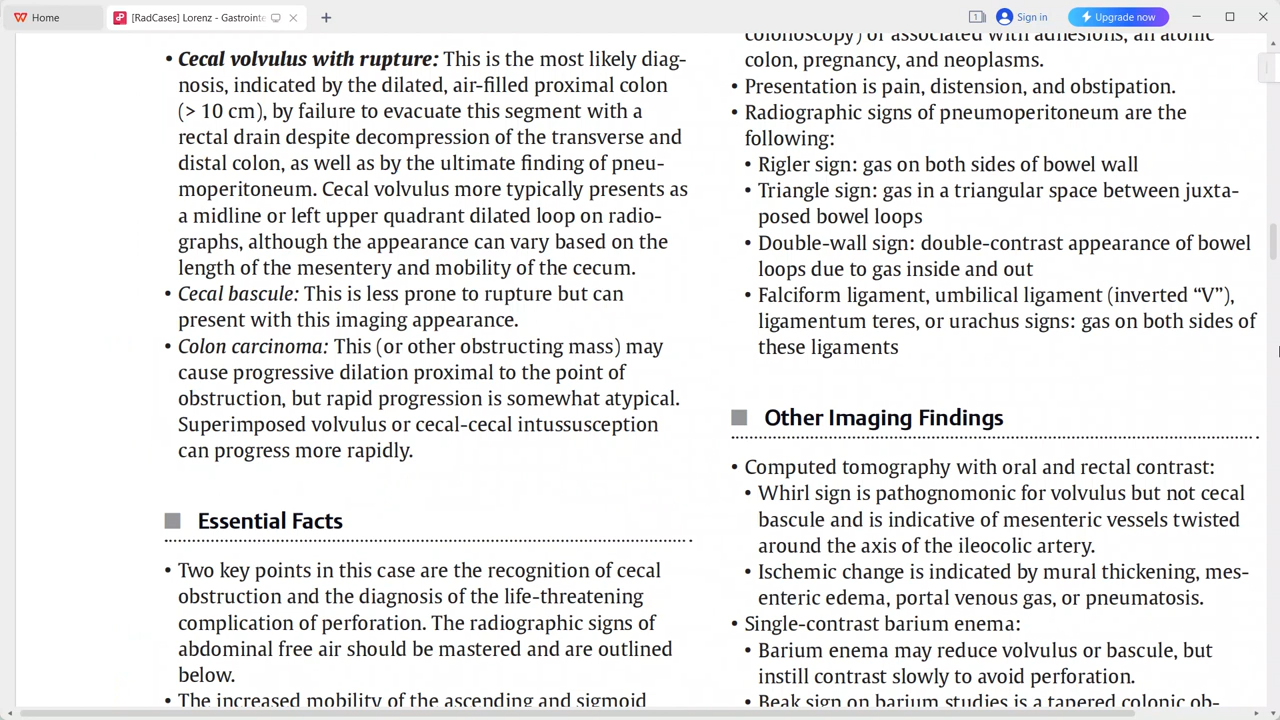 Home
[RadCases] Lorenz - Gastrointe
1
Sign in
Upgrade now
• Cecal volvulus with rupture: This is the most likely diag-
nosis, indicated by the dilated, air-filled proximal colon
(> 10 cm), by failure to evacuate this segment with a
rectal drain despite decompression of the transverse and
distal colon, as well as by the ultimate finding of pneu-
moperitoneum. Cecal volvulus more typically presents as
a midline or left upper quadrant dilated loop on radio-
graphs, although the appearance can vary based on the
length of the mesentery and mobility of the cecum.
• Cecal bascule: This is less prone to rupture but can
present with this imaging appearance.
• Colon carcinoma: This (or other obstructing mass) may
cause progressive dilation proximal to the point of
obstruction, but rapid progression is somewhat atypical.
Superimposed volvulus or cecal-cecal intussusception
can progress more rapidly.
Essential Facts
• Two key points in this case are the recognition of cecal
obstruction and the diagnosis of the life-threatening
complication of perforation. The radiographic signs of
abdominal free air should be mastered and are outlined
below.
• The increased mobility of the ascending and sigmoid
colonoscopy) or associated with adhesions, an atonic
colon, pregnancy, and neoplasms.
• Presentation is pain, distension, and obstipation.
• Radiographic signs of pneumoperitoneum are the
following:
• Rigler sign: gas on both sides of bowel wall
• Triangle sign: gas in a triangular space between juxta-
posed bowel loops
• Double-wall sign: double-contrast appearance of bowel
loops due to gas inside and out
• Falciform ligament, umbilical ligament (inverted “V”),
ligamentum teres, or urachus signs: gas on both sides of
these ligaments
Other Imaging Findings
• Computed tomography with oral and rectal contrast:
• Whirl sign is pathognomonic for volvulus but not cecal
bascule and is indicative of mesenteric vessels twisted
around the axis of the ileocolic artery.
• Ischemic change is indicated by mural thickening, mes-
enteric edema, portal venous gas, or pneumatosis.
• Single-contrast barium enema:
• Barium enema may reduce volvulus or bascule, but
instill contrast slowly to avoid perforation.
• Beak sign on barium studies is a tapered colonic ob-